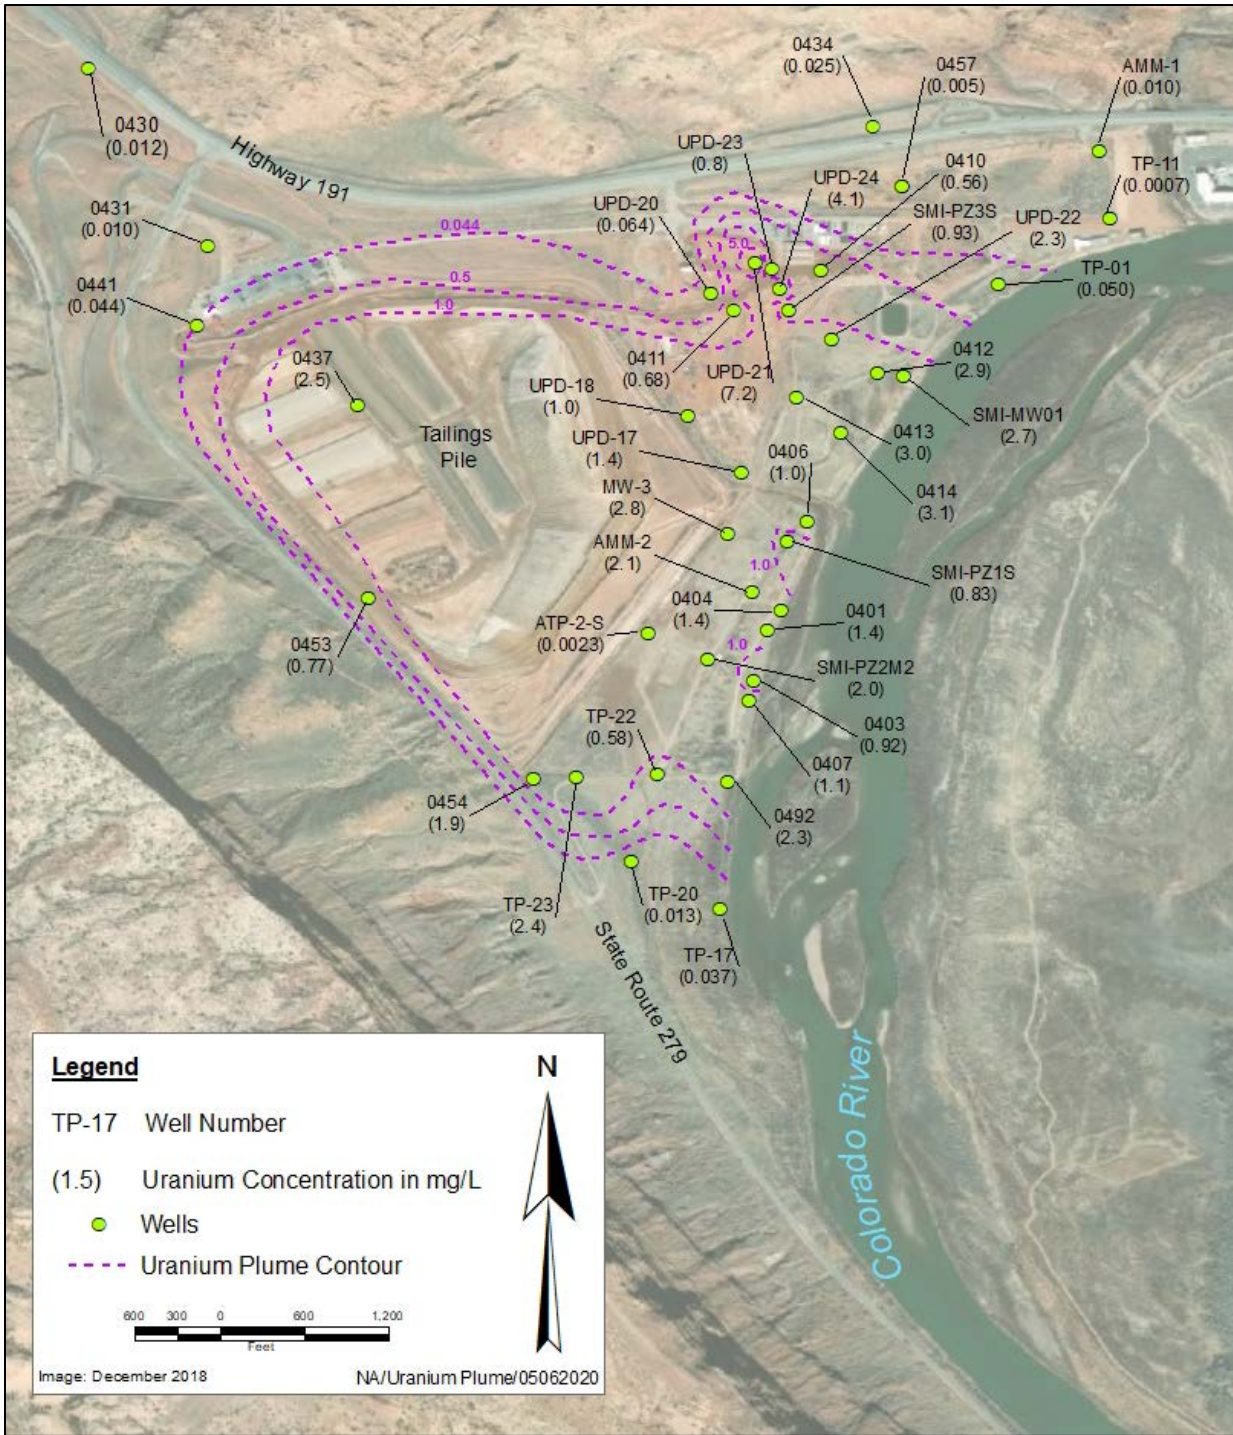 0434
(0.025)
0457
(0.005)
AMM-1
(0.010)
0430
(0.012)
Highway 191
UPD-23
(0.8)
0410
(0.56)
TP-11
(0.0007)
UPD-24
(4.1)
UPD-20
(0.064)
SMI-PZ3S
(0.93)
UPD-22
(2.3)
0431
(0.010)
0.044
5.0
TP-01
(0.050)
0441
(0.044)
0.5
1.0
0437
(2.5)
0411
(0.68)
UPD-21
(7.2)
0412
(2.9)
UPD-18
(1.0)
SMI-MW01
(2.7)
Tailings
Pile
UPD-17
(1.4)
0406
(1.0)
0413
(3.0)
MW-3
(2.8)
0414
(3.1)
AMM-2
(2.1)
1.0
SMI-PZ1S
(0.83)
0404
(1.4)
0401
(1.4)
ATP-2-S
(0.0023)
1.0
0453
(0.77)
SMI-PZ2M2
(2.0)
TP-22
(0.58)
0403
(0.92)
0407
(1.1)
0454
(1.9)
0492
(2.3)
TP-23
(2.4)
TP-20
(0.013)
TP-17
(0.037)
State Route 279
Colorado River
Legend
N
TP-17 Well Number
(1.5) Uranium Concentration in mg/L
Wells
Uranium Plume Contour
600 300 0 600 1,200
Feet
Image: December 2018 NA/Uranium Plume/05062020